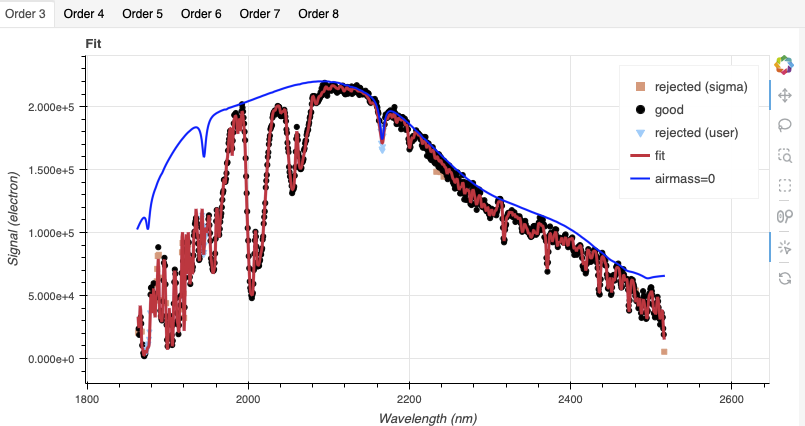 Order 3 Order 4 Order 5 Order 6 Order 7 Order 8
Fit
rejected (sigma)
good
rejected (user)
fit
airmass=0
2.000e+5
1.500e+5
1.000e+5
5.000e+4
0.000e+0
Signal (electron)
1800 2000 2200 2400 2600
Wavelength (nm)